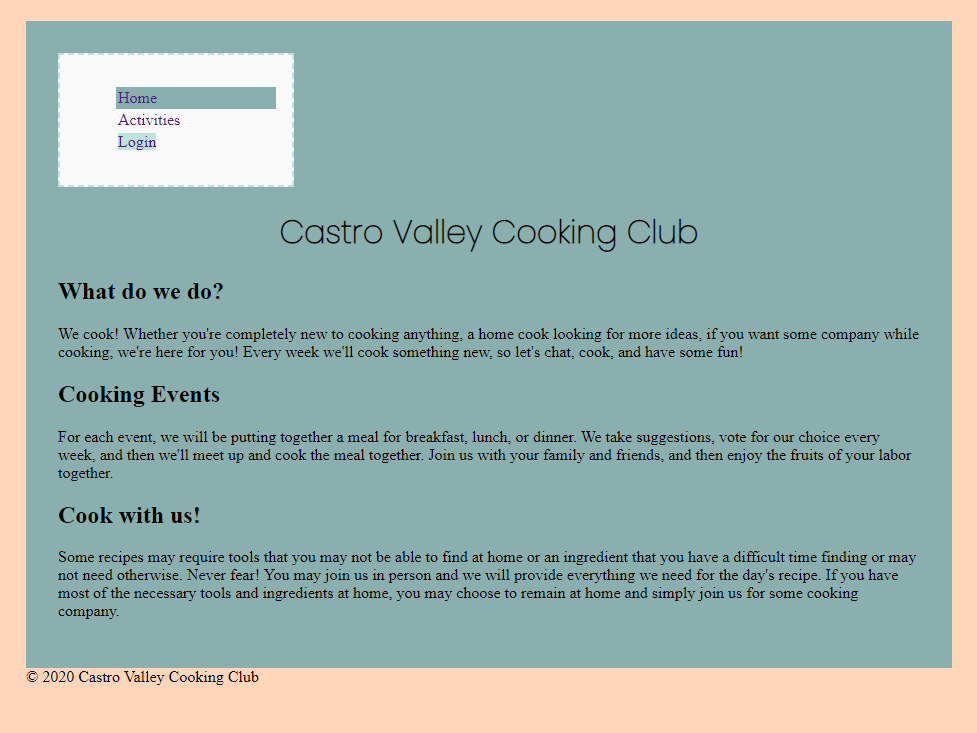 Home
Activities
Login
Castro Valley Cooking Club
What do we do?
We cook! Whether you're completely new to cooking anything, a home cook looking for more ideas, if you want some company while
cooking, we're here for you! Every week we'll cook something new, so let's chat, cook, and have some fun!
Cooking Events
For each event, we will be putting together a meal for breakfast, lunch, or dinner. We take suggestions, vote for our choice every
week, and then we'll meet up and cook the meal together. Join us with your family and friends, and then enjoy the fruits of your labor
together.
Cook with us!
Some recipes may require tools that you may not be able to find at home or an ingredient that you have a difficult time finding or may
not need otherwise. Never fear! You may join us in person and we will provide everything we need for the day's recipe. If you have
most of the necessary tools and ingredients at home, you may choose to remain at home and simply join us for some cooking
company.
© 2020 Castro Valley Cooking Club